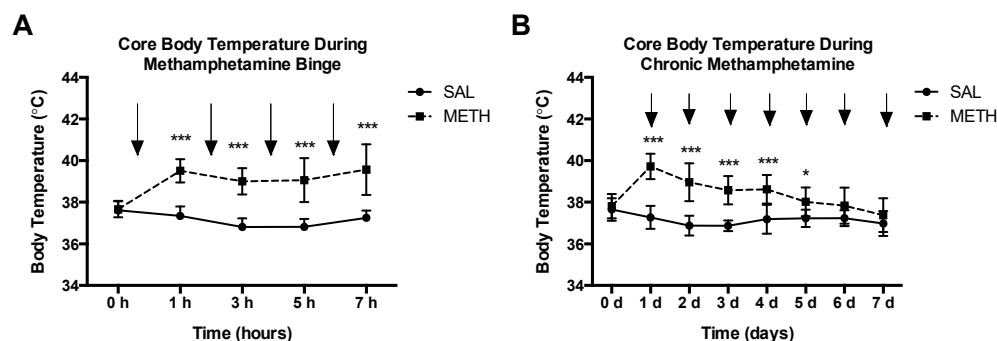 A
Core Body Temperature During
Methamphetamine Binge
44
42
40
38
36
34
Body Temperature (°C)
***
***
***
***
0 h 1 h 3 h 5 h 7 h
Time (hours)
SAL
METH
B
Core Body Temperature During
Chronic Methamphetamine
44
42
40
38
36
34
Body Temperature (°C)
***
***
***
***
*
0 d 1 d 2 d 3 d 4 d 5 d 6 d 7 d
Time (days)
SAL
METH